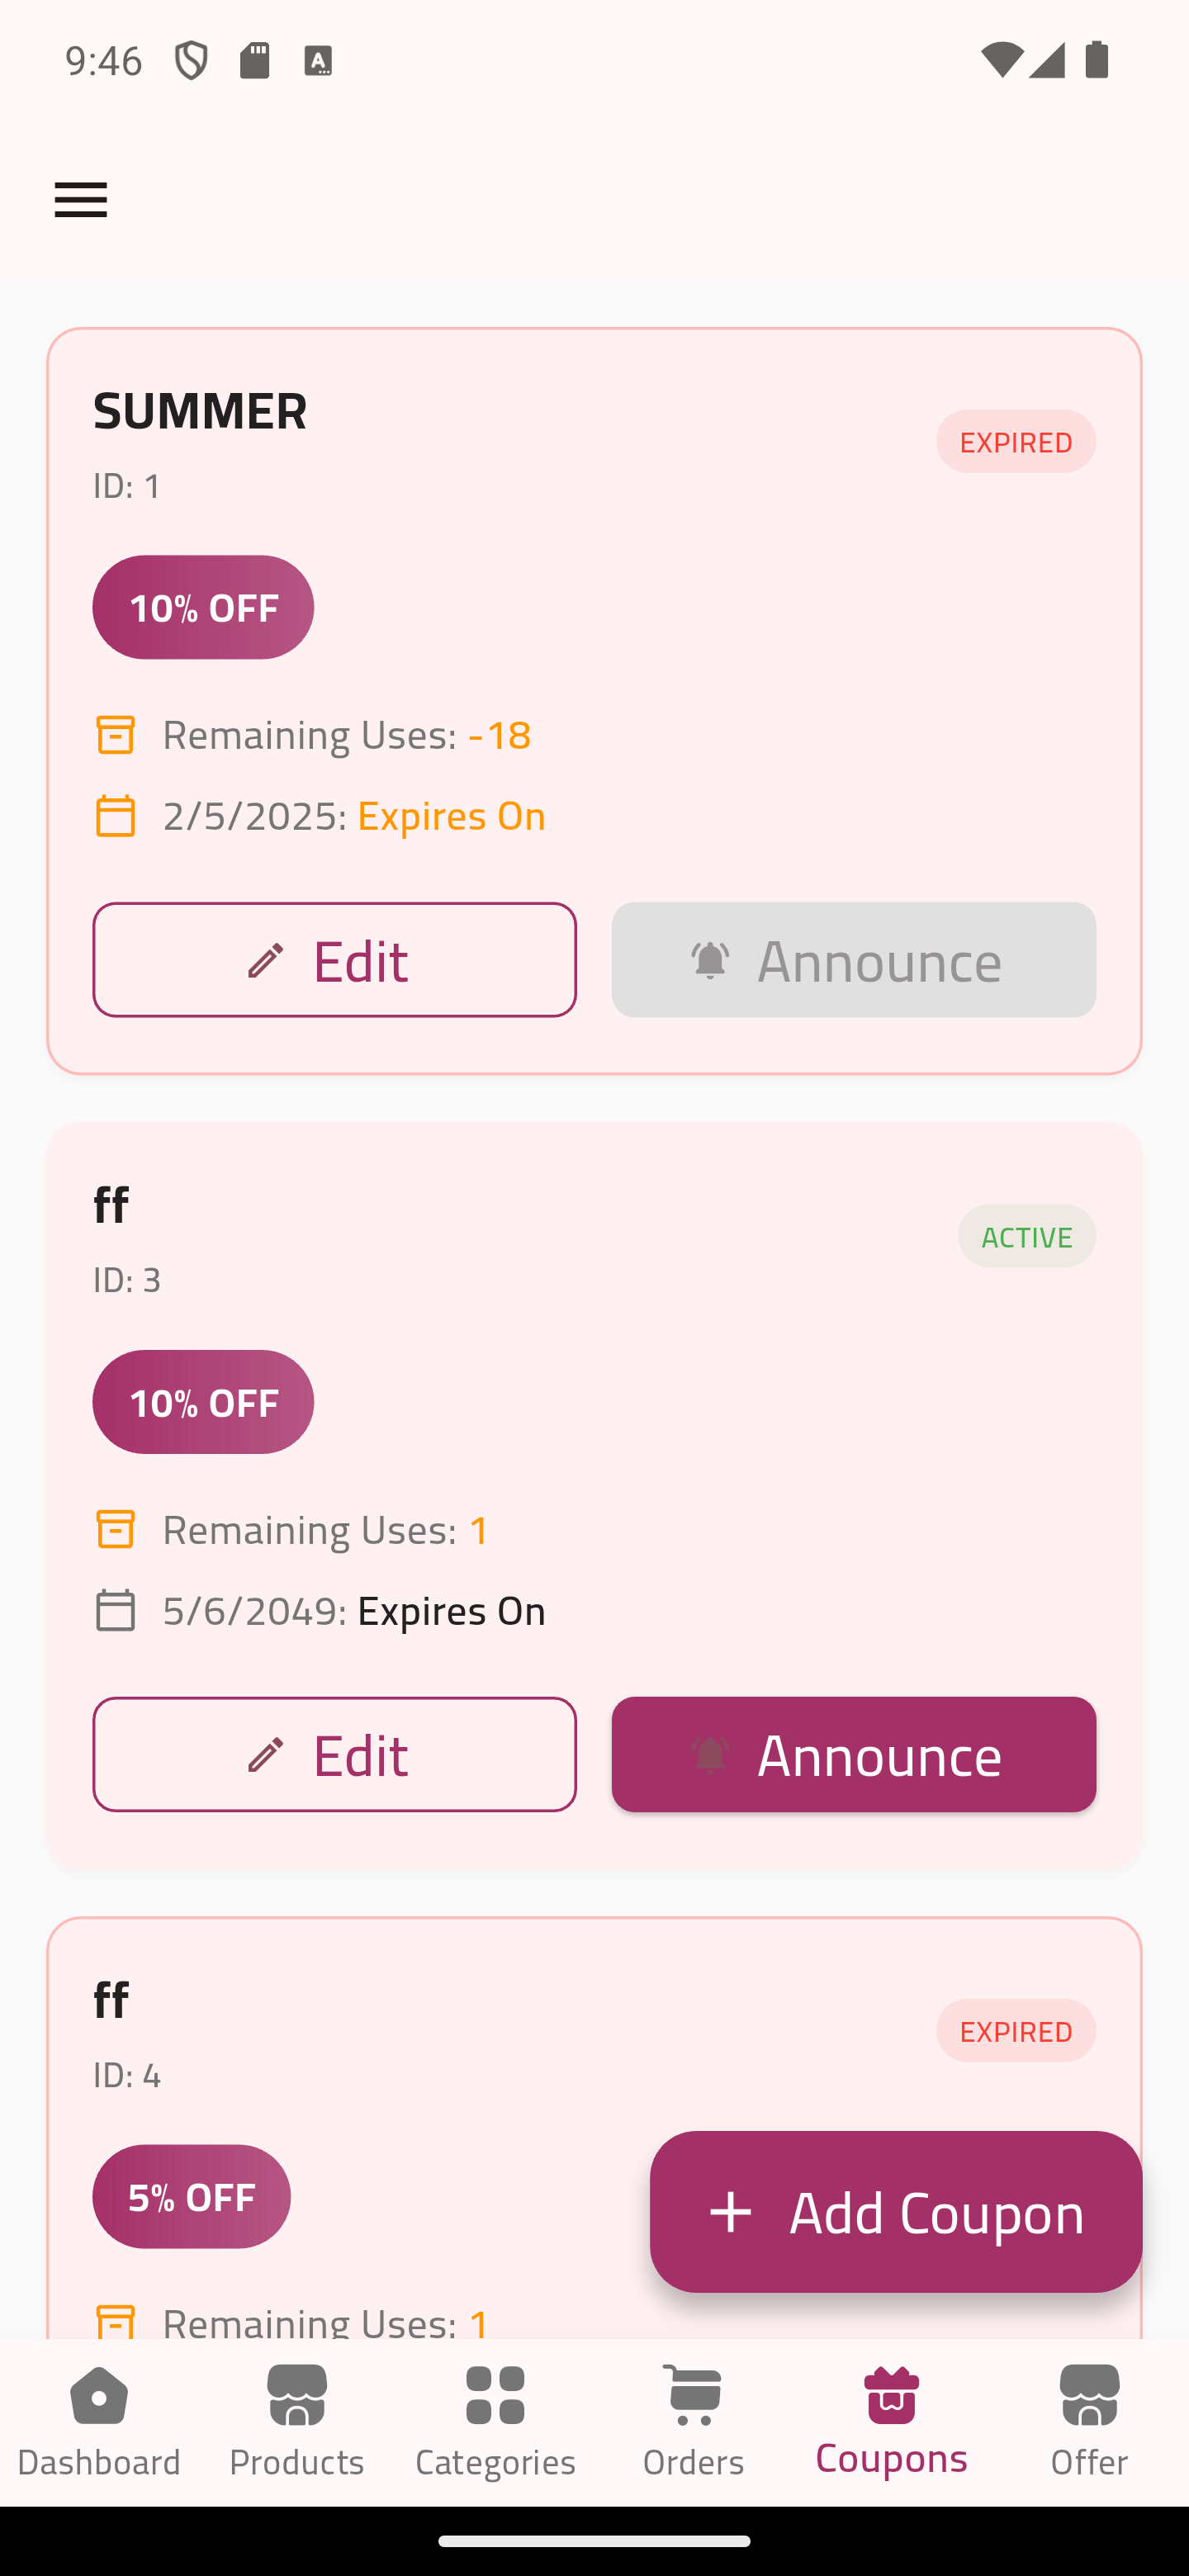 9:46
SUMMER
EXPIRED
ID: 1
10% OFF
Remaining Uses: -18
2/5/2025: Expires On
Edit
Announce
ff
ACTIVE
ID: 3
10% OFF
Remaining Uses: 1
5/6/2049: Expires On
Edit
Announce
ff
EXPIRED
ID: 4
5% OFF
Add Coupon
Remaining Uses: 1
Dashboard
Products
Categories
Orders
Coupons
Offer